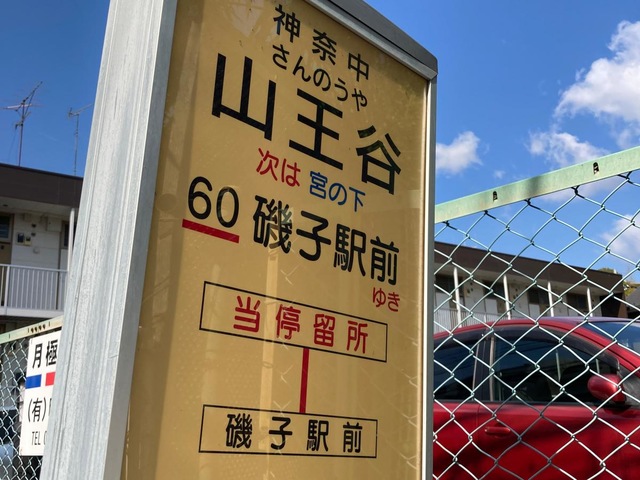 神奈中
さんのうや
山王谷
次は 宮の下
60 磯子駅前
ゆき
当停留所
磯子駅前
月極
(有)
TEL